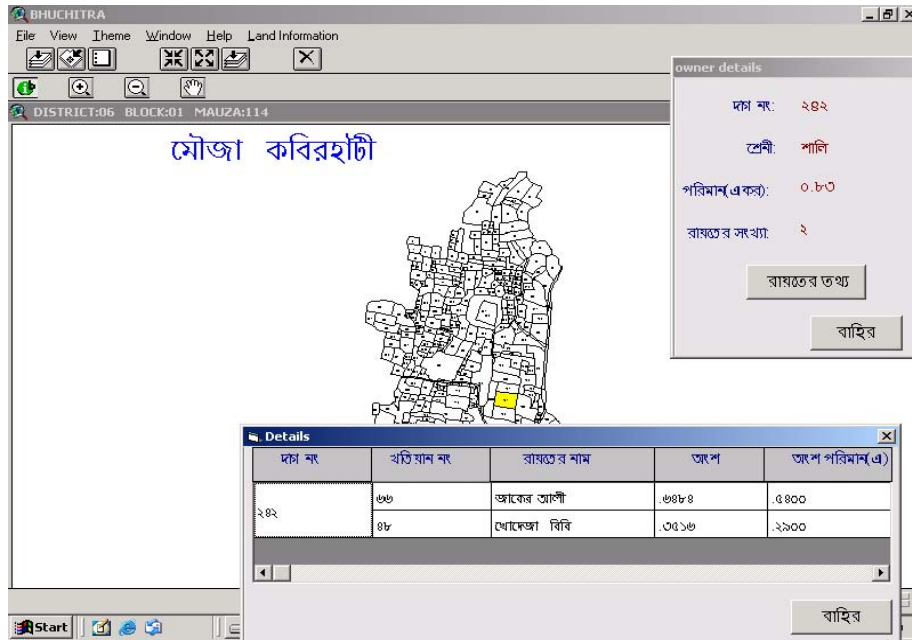 BHUCHITRA
File View Theme Window Help Land Information
DISTRICT:06 BLOCK:01 MAUZA:114
মৌজা কবিরহাটী
owner details
দাগ নং: ২৪২
শ্রেনী: শালি
পরিমান(একর): ০.৮৩
রায়তের সংখ্যা: ২
রায়তের তথ্য
বাহির
Details
দাগ নং খতিয়ান নং রায়তের নাম অংশ অংশ পরিমান(এ)
২৪২
৬৬ জাকের আলী .৬৪৮৪ .৫৪০০
৪৮ খোদেজা বিবি .৩৫১৬ .২৯০০
বাহির
Start